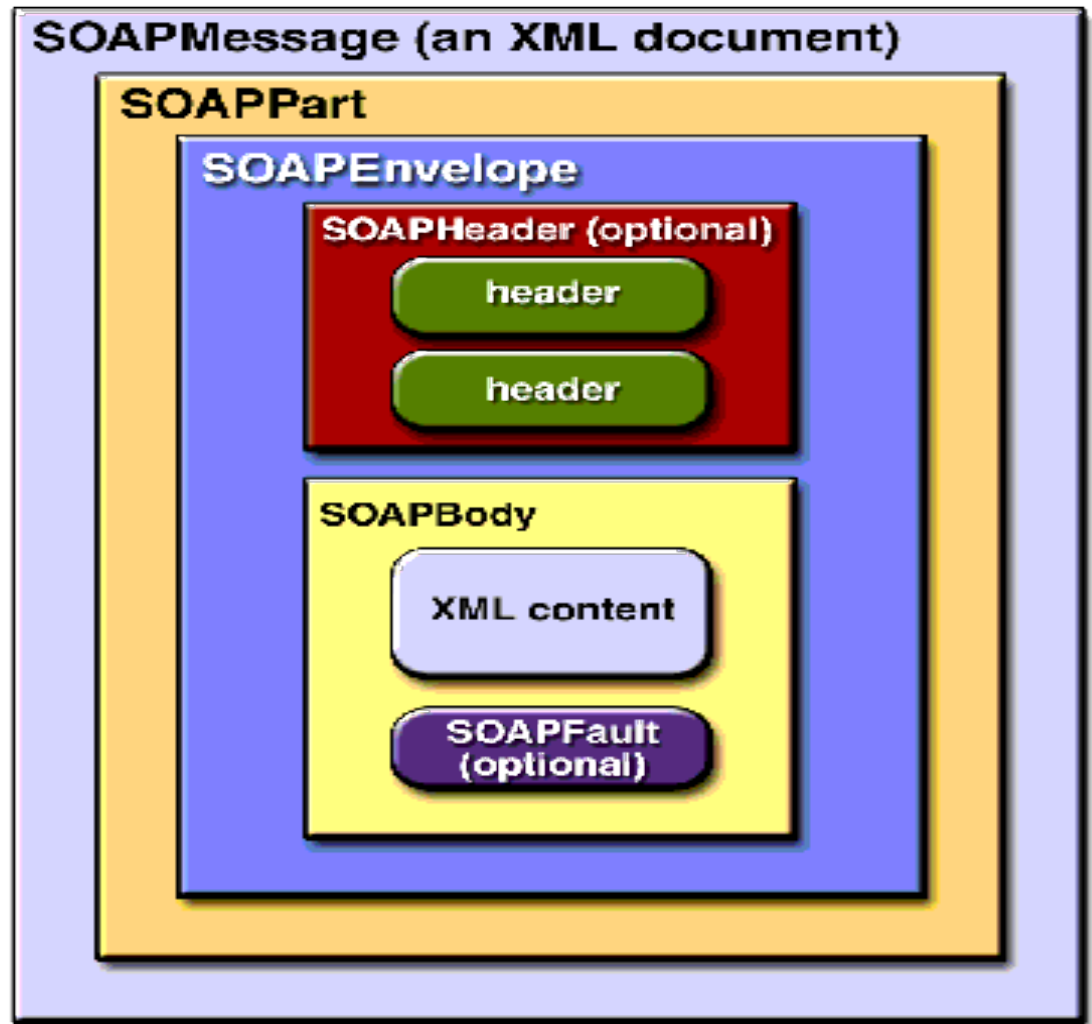 SOAPMessage (an XML document)
SOAPPart
SOAPEnvelope
SOAPHeader (optional)
header
header
SOAPBody
XML content
SOAPFault
(optional)